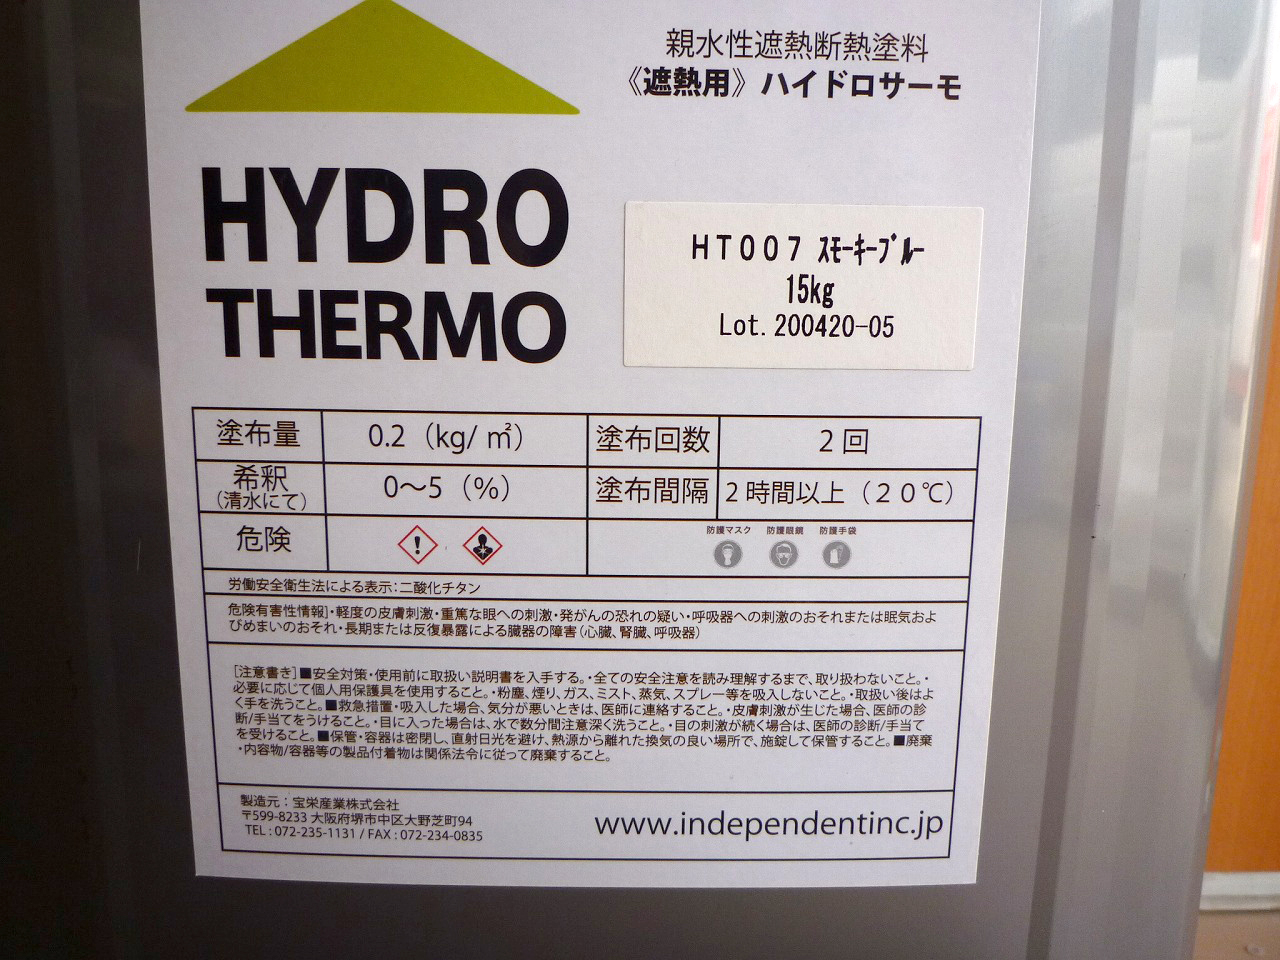 親水性遮熱断熱塗料
《遮熱用》ハイドロサーモ
HYDRO
THERMO
HT007 ｽﾓｰｷｰﾌﾞﾙｰ
15kg
Lot. 200420-05
塗布量 0.2（kg/ ㎡） 塗布回数 2 回
希釈 0～5（%） 塗布間隔 2 時間以上（２０℃）
（清水にて）
危険 防護マスク 防護眼鏡 防護手袋
労働安全衛生法による表示：二酸化チタン
危険有害性情報]・軽度の皮膚刺激・重篤な眼への刺激・発がんの恐れの疑い・呼吸器への刺激のおそれまたは眠気およ
びめまいのおそれ・長期または反復暴露による臓器の障害（心臓、腎臓、呼吸器）
［注意書き］■安全対策・使用前に取扱い説明書を入手する。・全ての安全注意を読み理解するまで、取り扱わないこと。・
必要に応じて個人用保護具を使用すること。・粉塵、煙り、ガス、ミスト、蒸気、スプレー等を吸入しないこと。・取扱い後はよ
く手を洗うこと。■救急措置・吸入した場合、気分が悪いときは、医師に連絡すること。・皮膚刺激が生じた場合、医師の診
断/手当てをうけること。・目に入った場合は、水で数分間注意深く洗うこと。・目の刺激が続く場合は、医師の診断/手当て
を受けること。■保管・容器は密閉し、直射日光を避け、熱源から離れた換気の良い場所で、施錠して保管すること。■廃棄
・内容物/容器等の製品付着物は関係法令に従って廃棄すること。
製造元：宝栄産業株式会社
〒599-8233 大阪府堺市中区大野芝町94
TEL : 072-235-1131 / FAX : 072-234-0835
www.independentinc.jp